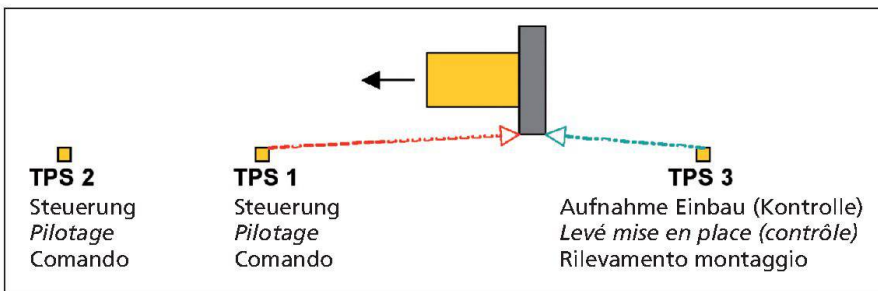 TPS 2
Steuerung
Pilotage
Comando
TPS 1
Steuerung
Pilotage
Comando
TPS 3
Aufnahme Einbau (Kontrolle)
Levé mise en place (contrôle)
Rilevamento montaggio